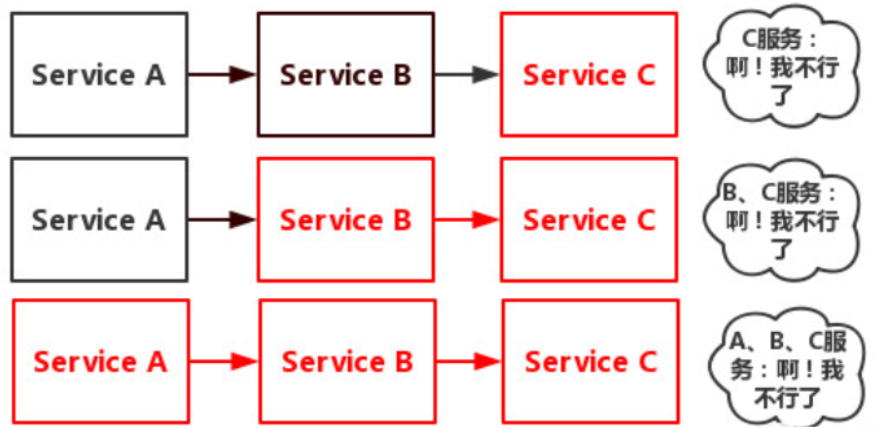 Service A
Service B
Service C
C服务：
啊！我不行
了
Service A
Service B
Service C
B、C服务：
啊！我不行
了
Service A
Service B
Service C
A、B、C服
务：啊！我
不行了